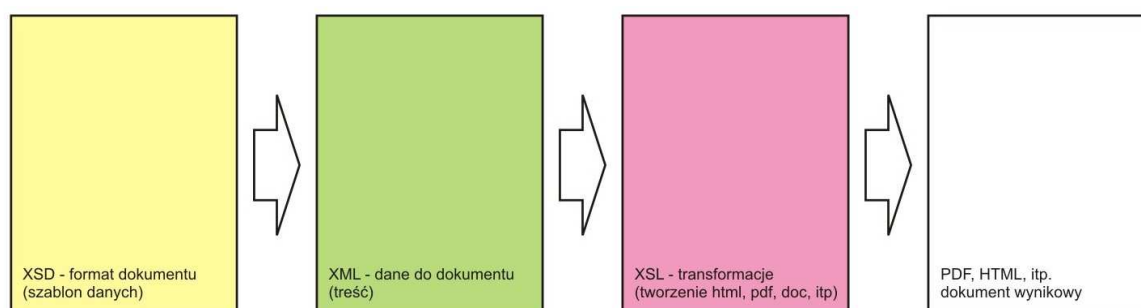 XSD - format dokumentu
(szablon danych)
XML - dane do dokumentu
(treść)
XSL - transformacje
(tworzenie html, pdf, doc, itp)
PDF, HTML, itp.
dokument wynikowy